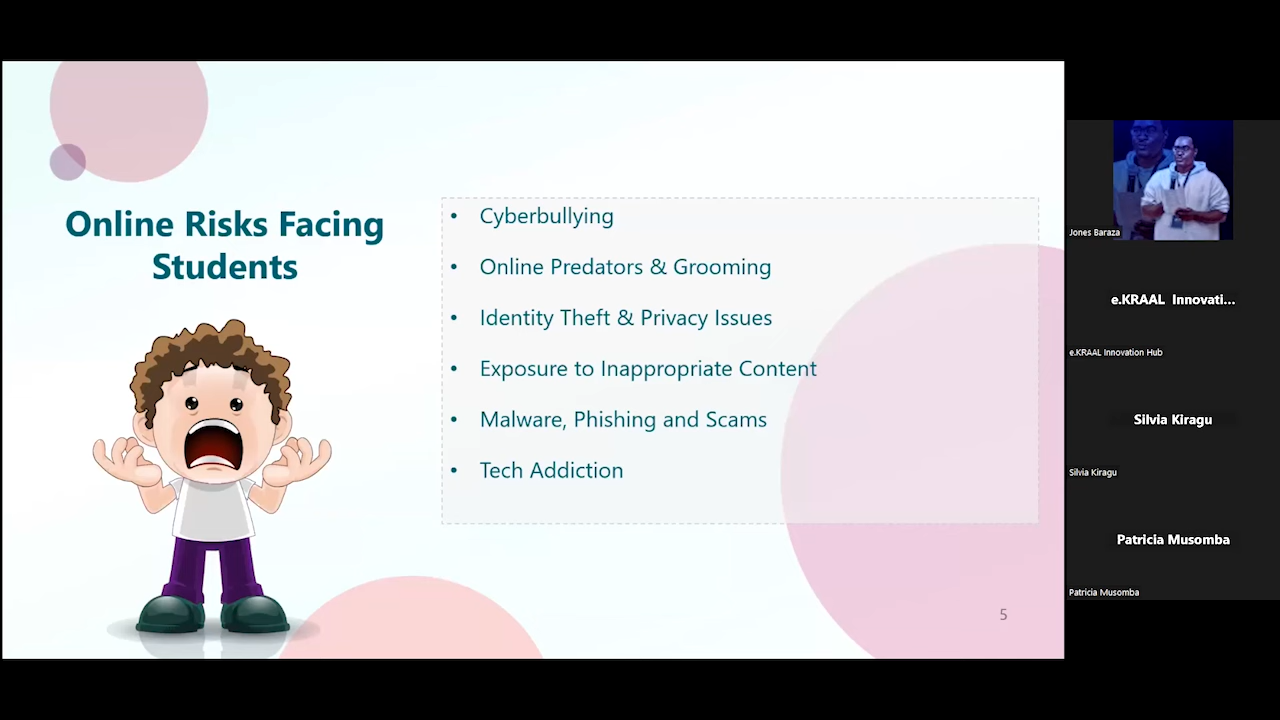 Online Risks Facing
Students
• Cyberbullying
• Online Predators & Grooming
• Identity Theft & Privacy Issues
• Exposure to Inappropriate Content
• Malware, Phishing and Scams
• Tech Addiction
5
Jones Baraza
e.KRAAL Innovati...
e.KRAAL Innovation Hub
Silvia Kiragu
Silvia Kiragu
Patricia Musomba
Patricia Musomba